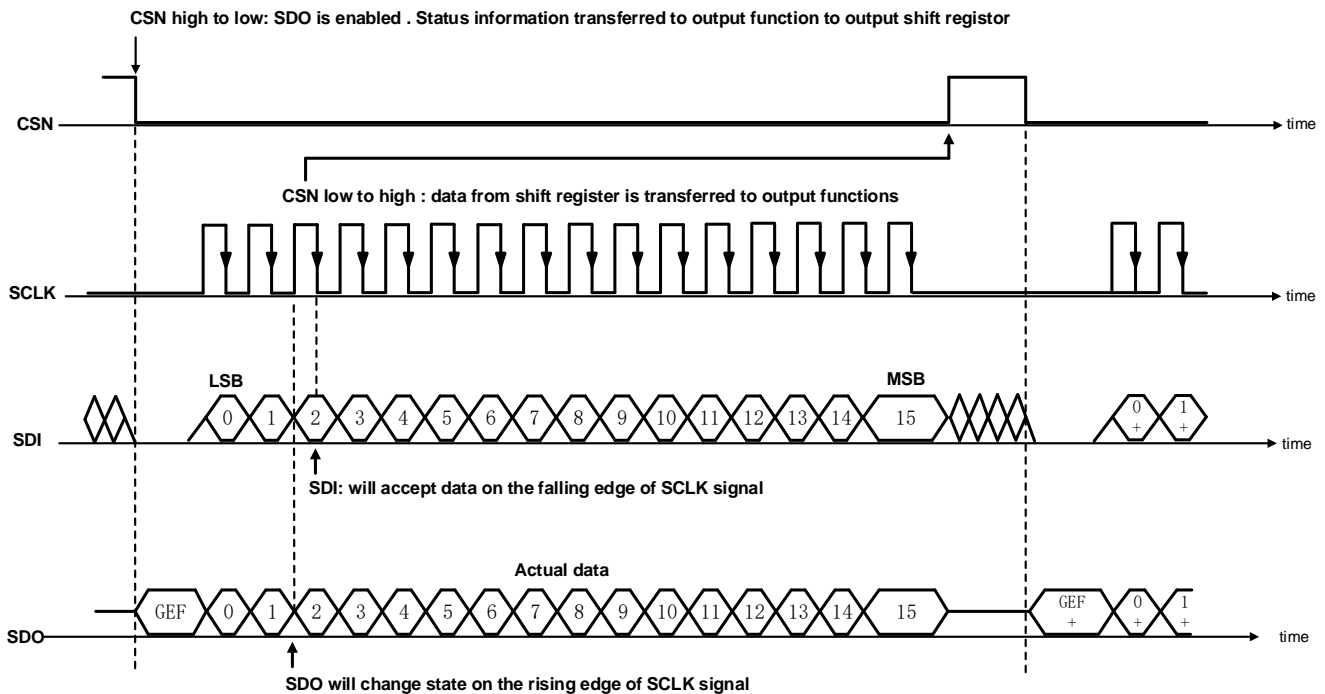 CSN high to low: SDO is enabled . Status information transferred to output function to output shift registor
CSN
time
CSN low to high : data from shift register is transferred to output functions
SCLK
time
LSB
MSB
0 1 2 3 4 5 6 7 8 9 10 11 12 13 14 15 0+ 1+
SDI
time
SDI: will accept data on the falling edge of SCLK signal
Actual data
GEF 0 1 2 3 4 5 6 7 8 9 10 11 12 13 14 15 GEF+ 0+ 1+
SDO
time
SDO will change state on the rising edge of SCLK signal